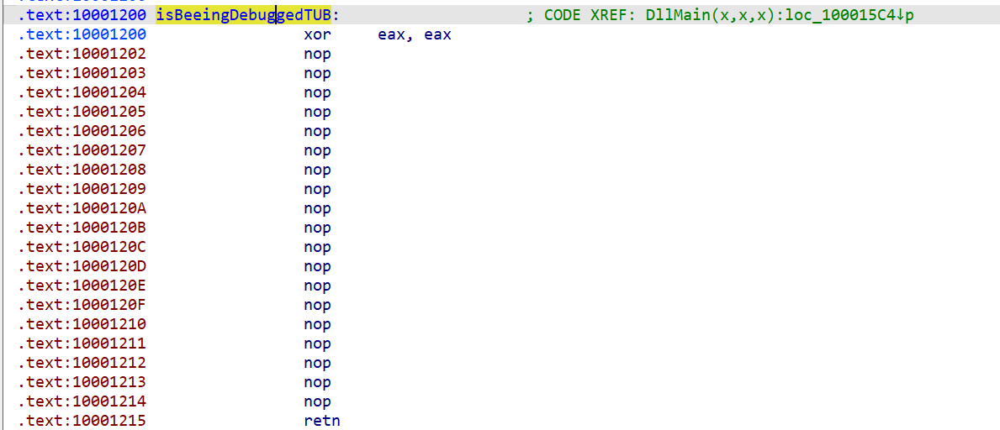 .text:10001200 isBeeingDebuggedTUB: ; CODE XREF: DllMain(x,x,x):loc_100015C4↓p
.text:10001200 xor eax, eax
.text:10001202 nop
.text:10001203 nop
.text:10001204 nop
.text:10001205 nop
.text:10001206 nop
.text:10001207 nop
.text:10001208 nop
.text:10001209 nop
.text:1000120A nop
.text:1000120B nop
.text:1000120C nop
.text:1000120D nop
.text:1000120E nop
.text:1000120F nop
.text:10001210 nop
.text:10001211 nop
.text:10001212 nop
.text:10001213 nop
.text:10001214 nop
.text:10001215 retn